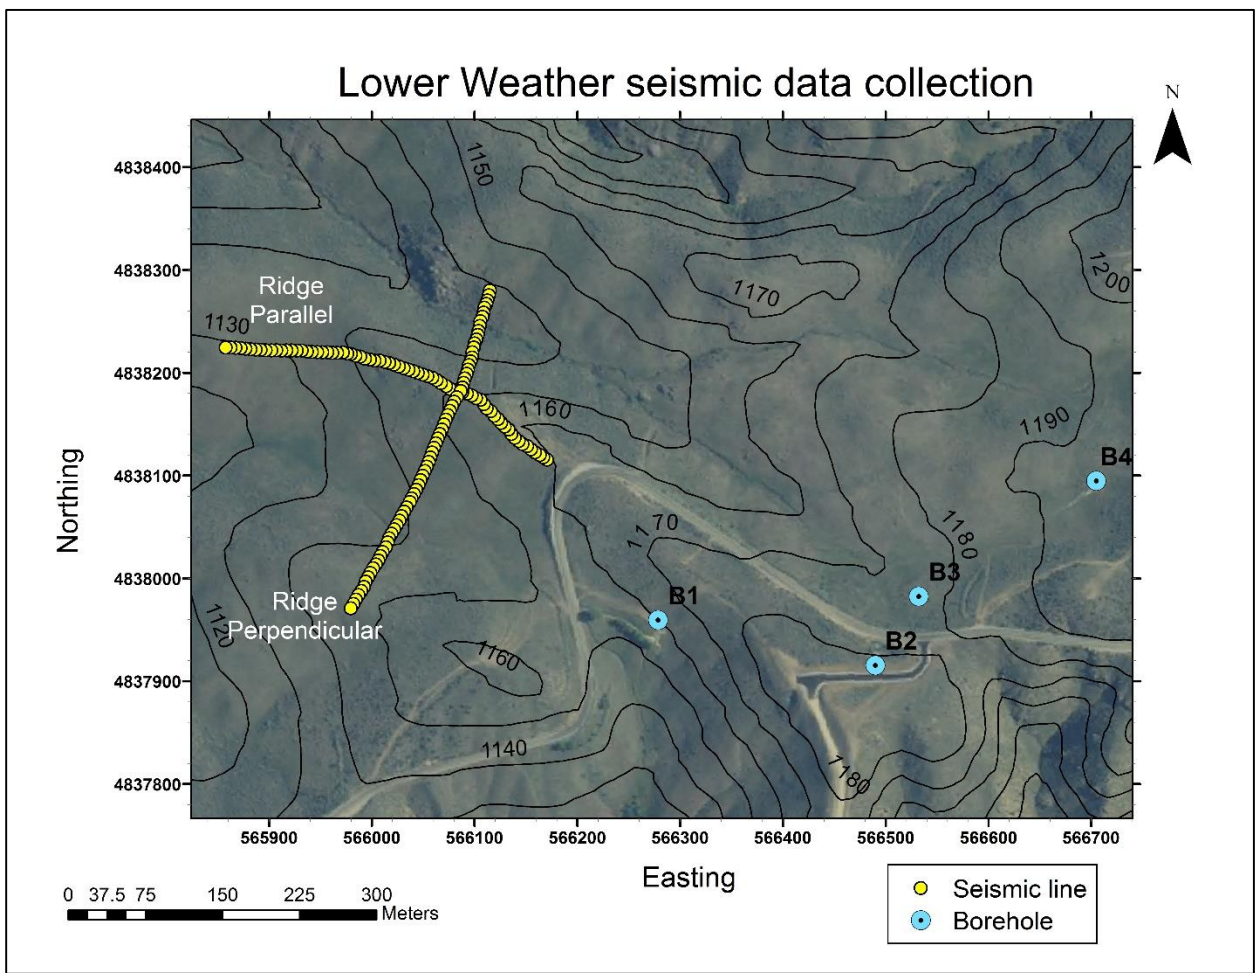 Lower Weather seismic data collection
N
4838400
4838300
4838200
4838100
4838000
4837900
4837800
Northing
1150
1200
1170
Ridge
Parallel
1130
1160
1190
B4
1170
1180
B3
B1
Ridge
Perpendicular
1120
B2
1160
1140
1180
565900 566000 566100 566200 566300 566400 566500 566600 566700
Easting
0 37.5 75 150 225 300
Meters
Seismic line
Borehole